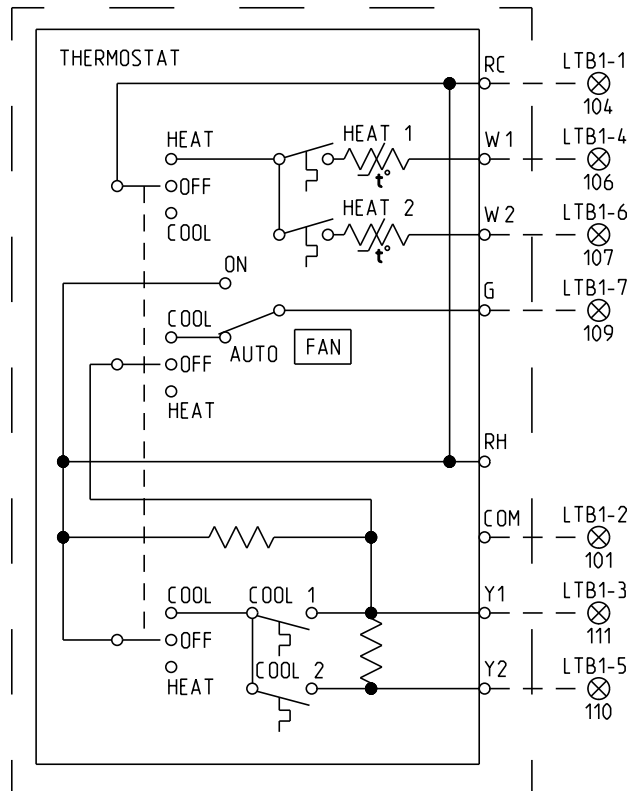 THERMOSTAT
RC
LTB1-1
104
HEAT
HEAT 1
W1
LTB1-4
t°
106
OFF
COOL
HEAT 2
W2
LTB1-6
t°
107
ON
G
LTB1-7
109
COOL
AUTO
FAN
OFF
HEAT
RH
COM
LTB1-2
101
COOL
COOL 1
Y1
LTB1-3
111
OFF
HEAT
COOL 2
Y2
LTB1-5
110